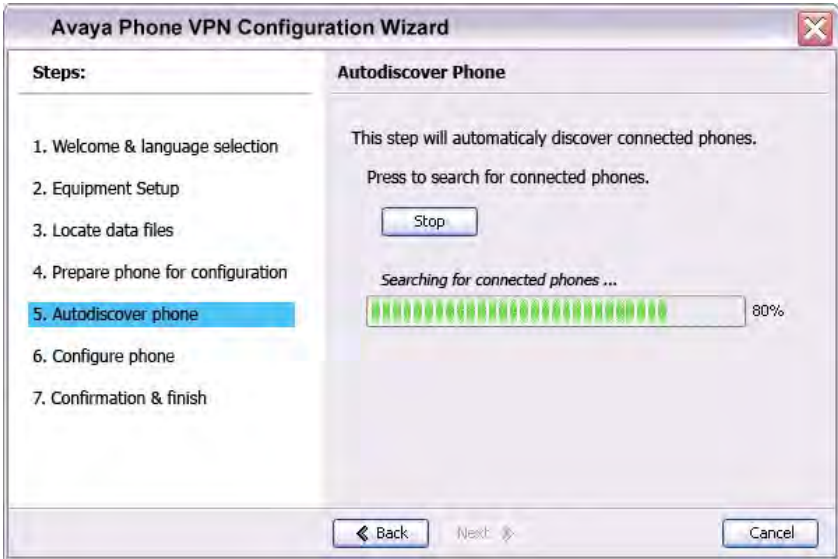 Avaya Phone VPN Configuration Wizard
Steps:
1. Welcome & language selection
2. Equipment Setup
3. Locate data files
4. Prepare phone for configuration
5. Autodiscover phone
6. Configure phone
7. Confirmation & finish
Autodiscover Phone
This step will automaticaly discover connected phones.
Press to search for connected phones.
Stop
Searching for connected phones ...
80%
Back
Next
Cancel